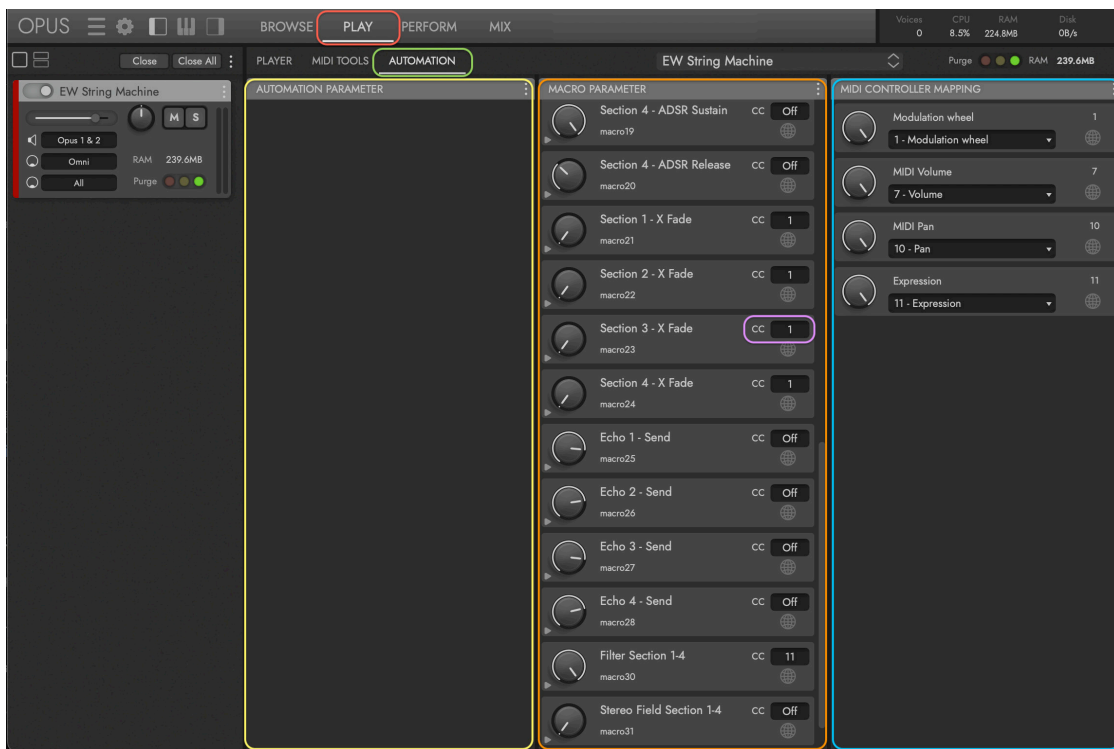 OPUS
BROWSE PLAY PERFORM MIX
Voices CPU RAM Disk
0 8.5% 224.8MB 0B/s
Close Close All
PLAYER MIDI TOOLS AUTOMATION
EW String Machine
Purge RAM 239.6MB
EW String Machine
M S
Opus 1 & 2
Omni RAM 239.6MB
All Purge
AUTOMATION PARAMETER
MACRO PARAMETER
Section 4 - ADSR Sustain CC Off
macro19
Section 4 - ADSR Release CC Off
macro20
Section 1 - X Fade CC 1
macro21
Section 2 - X Fade CC 1
macro22
Section 3 - X Fade CC 1
macro23
Section 4 - X Fade CC 1
macro24
Echo 1 - Send CC Off
macro25
Echo 2 - Send CC Off
macro26
Echo 3 - Send CC Off
macro27
Echo 4 - Send CC Off
macro28
Filter Section 1-4 CC 11
macro30
Stereo Field Section 1-4 CC Off
macro31
MIDI CONTROLLER MAPPING
Modulation wheel 1
1 - Modulation wheel
MIDI Volume 7
7 - Volume
MIDI Pan 10
10 - Pan
Expression 11
11 - Expression